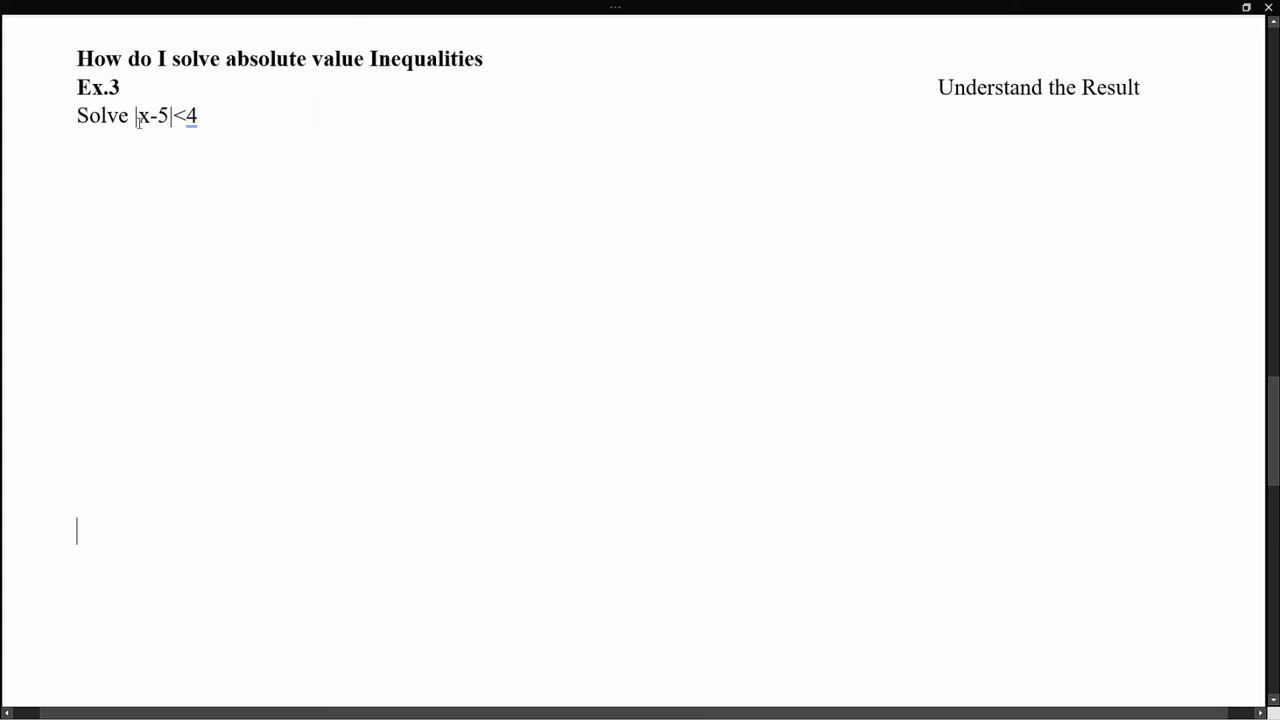 How do I solve absolute value Inequalities
Ex.3 Understand the Result
Solve |x-5|<4